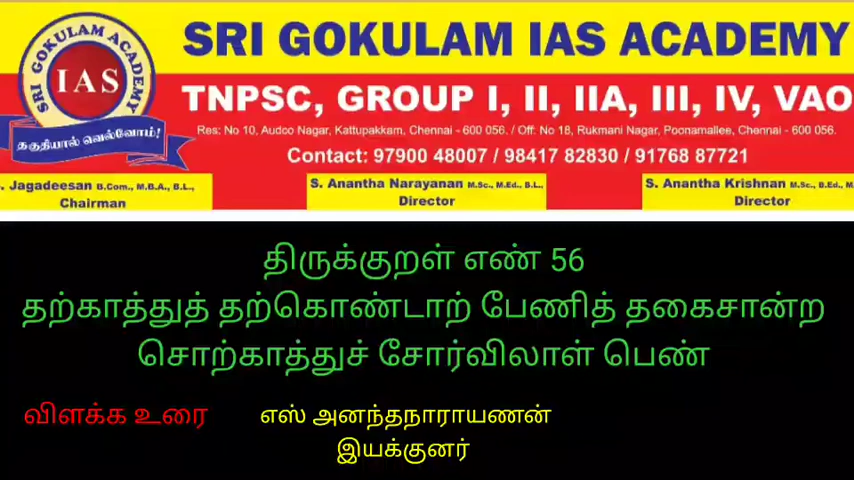 SRI GOKULAM ACADEMY
IAS
தகுதியால் வெல்வோம்!
SRI GOKULAM IAS ACADEMY
TNPSC, GROUP I, II, IIA, III, IV, VAO
Res: No 10, Audco Nagar, Kattupakkam, Chennai - 600 056. / Off: No 18, Rukmani Nagar, Poonamallee, Chennai - 600 056.
Contact: 97900 48007 / 98417 82830 / 91768 87721
. Jagadeesan B.Com., M.B.A., B.L.,
Chairman
S. Anantha Narayanan M.Sc., M.Ed., B.L.,
Director
S. Anantha Krishnan M.Sc., B.Ed., M
Director
திருக்குறள் எண் 56
தற்காத்துத் தற்கொண்டாற் பேணித் தகைசான்ற
சொற்காத்துச் சோர்விலாள் பெண்
விளக்க உரை எஸ் அனந்தநாராயணன்
இயக்குனர்